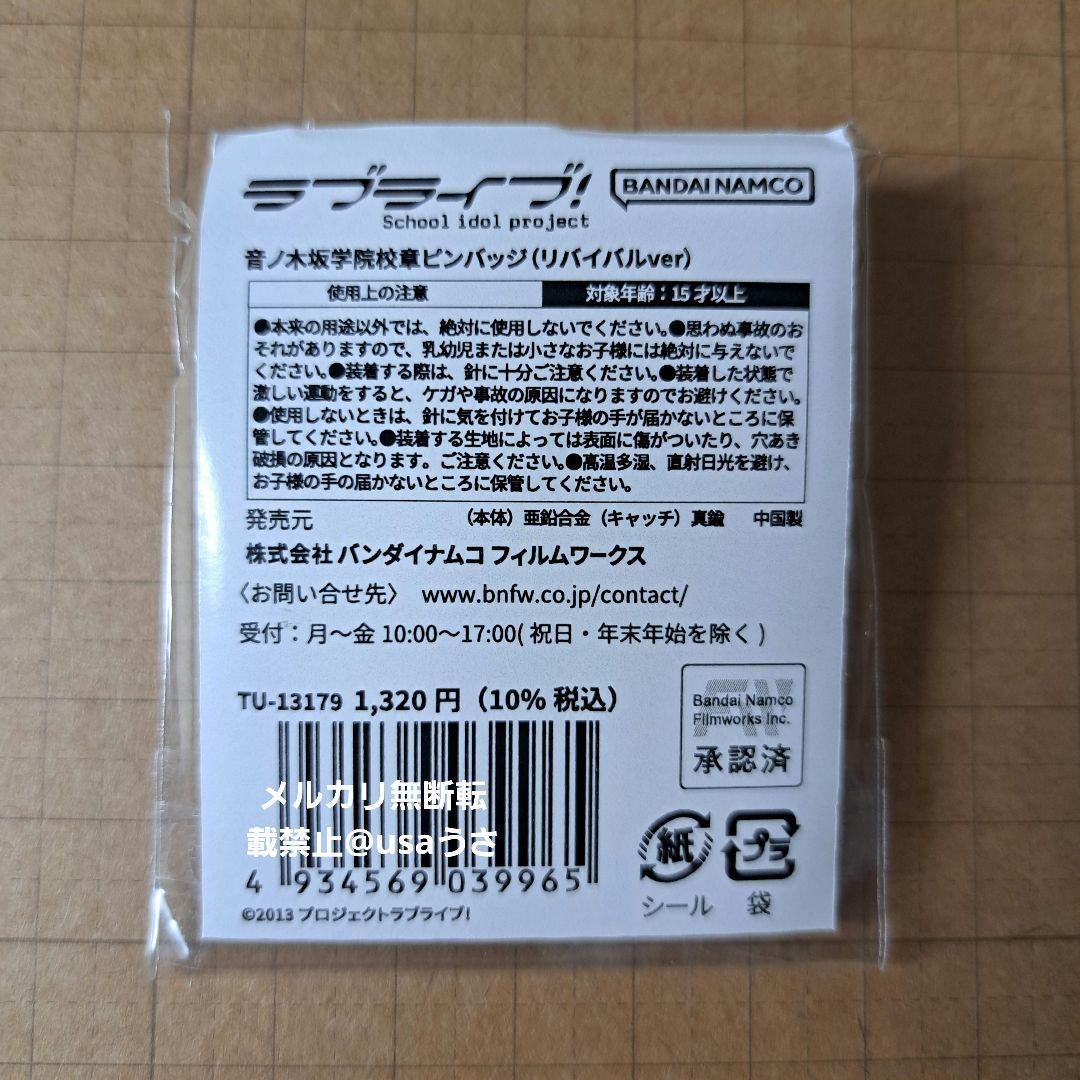 ラブライブ! BANDAI NAMCO
School idol project
音ノ木坂学院校章ピンバッジ(リバイバルver)
使用上の注意 対象年齢：15才以上
●本来の用途以外では、絶対に使用しないでください。●思わぬ事故のお
それがありますので、乳幼児または小さなお子様には絶対に与えないで
ください。●装着する際は、針に十分ご注意ください。●装着した状態で
激しい運動をすると、ケガや事故の原因になりますのでお避けください。
●使用しないときは、針に気を付けてお子様の手が届かないところに保
管してください。●装着する生地によっては表面に傷がついたり、穴あき
破損の原因となります。ご注意ください。●高温多湿、直射日光を避け、
お子様の手の届かないところに保管してください。
発売元 （本体）亜鉛合金（キャッチ）真鍮 中国製
株式会社バンダイナムコフィルムワークス
〈お問い合せ先〉 www.bnfw.co.jp/contact/
受付：月～金 10:00～17:00( 祝日・年末年始を除く )
TU-13179 1,320 円（10% 税込）
Bandai Namco
Filmworks Inc.
承認済
メルカリ無断転
載禁止@usaうさ
4 934569 039965
紙 プラ
シール 袋
©2013 プロジェクトラブライブ!